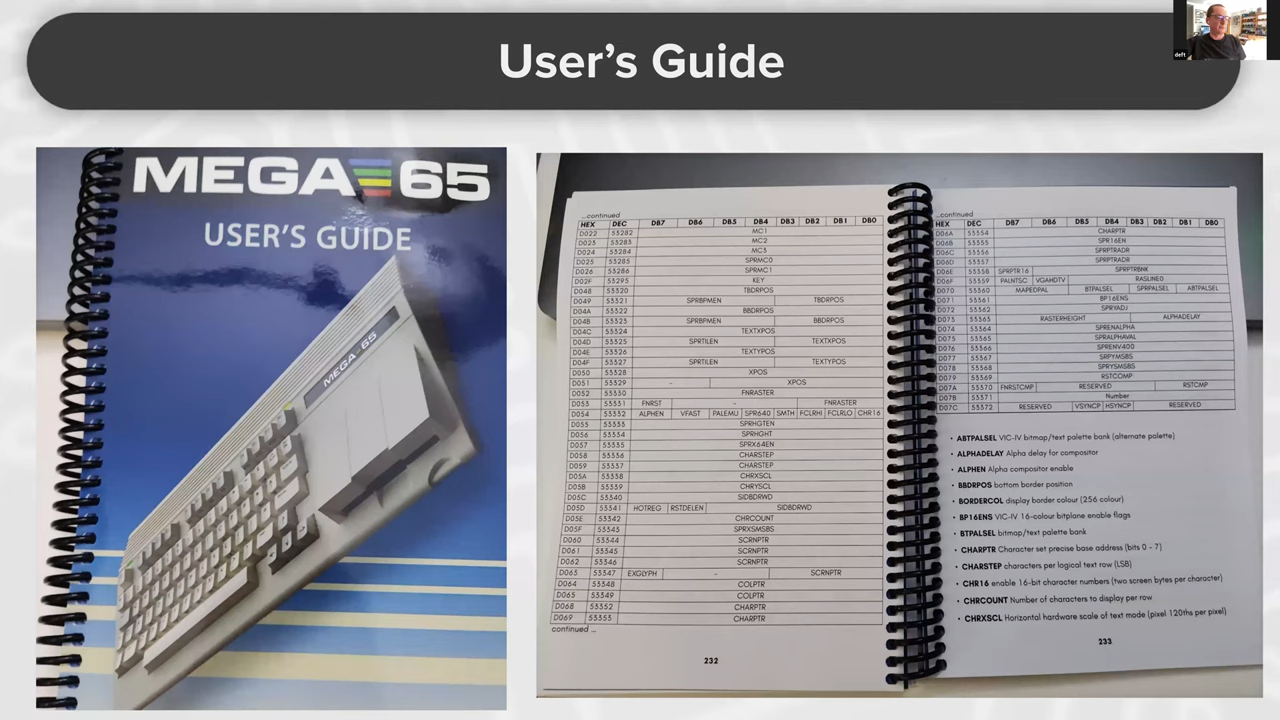 User's Guide
deft
MEGA 65
USER'S GUIDE
MEGA 65
...continued
HEX DEC DB7 DB6 DB5 DB4 DB3 DB2 DB1 DB0
D022 53282 MC1
D023 53283 MC2
D024 53284 MC3
D025 53285 SPRMC0
D026 53286 SPRMC1
D02F 53295 KEY
D048 53320 TBDRPOS
D049 53321 SPRBPMEN TBDRPOS
D04A 53322 BBDRPOS
D04B 53323 SPRBPMEN BBDRPOS
D04C 53324 TEXTXPOS
D04D 53325 SPRTILEN TEXTXPOS
D04E 53326 TEXTYPOS
D04F 53327 SPRTILEN TEXTYPOS
D050 53328 XPOS
D051 53329 - XPOS
D052 53330 FNRASTER
D053 53331 FNRST - FNRASTER
D054 53332 ALPHEN VFAST PALEMU SPR640 SMTH FCLRHI FCLRLO CHR16
D055 53333 SPRHGTEN
D056 53334 SPRHGHT
D057 53335 SPRX64EN
D058 53336 CHARSTEP
D059 53337 CHARSTEP
D05A 53338 CHRXSCL
D05B 53339 CHRYSCL
D05C 53340 SIDBDRWD
D05D 53341 HOTREG RSTDELEN SIDBDRWD
D05E 53342 CHRCOUNT
D05F 53343 SPRXSMSBS
D060 53344 SCRNPTR
D061 53345 SCRNPTR
D062 53346 SCRNPTR
D063 53347 EXGLYPH - SCRNPTR
D064 53348 COLPTR
D065 53349 COLPTR
D068 53352 CHARPTR
D069 53353 CHARPTR
continued ...
232
...continued
HEX DEC DB7 DB6 DB5 DB4 DB3 DB2 DB1 DB0
D06A 53354 CHARPTR
D06B 53355 SPR16EN
D06C 53356 SPRPTRADR
D06D 53357 SPRPTRADR
D06E 53358 SPRPTR16 SPRPTRBNK
D06F 53359 PALNTSC VGAHDTV RASLINE0
D070 53360 MAPEDPAL BTPALSEL SPRPALSEL ABTPALSEL
D071 53361 BP16ENS
D072 53362 SPRYADJ
D073 53363 RASTERHEIGHT ALPHADELAY
D074 53364 SPRENALPHA
D075 53365 SPRALPHAVAL
D076 53366 SPRENV400
D077 53367 SPRYMSBS
D078 53368 SPRYSMSBS
D079 53369 RSTCOMP
D07A 53370 FNRSTCMP RESERVED RSTCMP
D07B 53371 Number
D07C 53372 RESERVED VSYNCP HSYNCP RESERVED
• ABTPALSEL VIC-IV bitmap/text palette bank (alternate palette)
• ALPHADELAY Alpha delay for compositor
• ALPHEN Alpha compositor enable
• BBDRPOS bottom border position
• BORDERCOL display border colour (256 colour)
• BP16ENS VIC-IV 16-colour bitplane enable flags
• BTPALSEL bitmap/text palette bank
• CHARPTR Character set precise base address (bits 0 - 7)
• CHARSTEP characters per logical text row (LSB)
• CHR16 enable 16-bit character numbers (two screen bytes per character)
• CHRCOUNT Number of characters to display per row
• CHRXSCL Horizontal hardware scale of text mode (pixel 120ths per pixel)
233